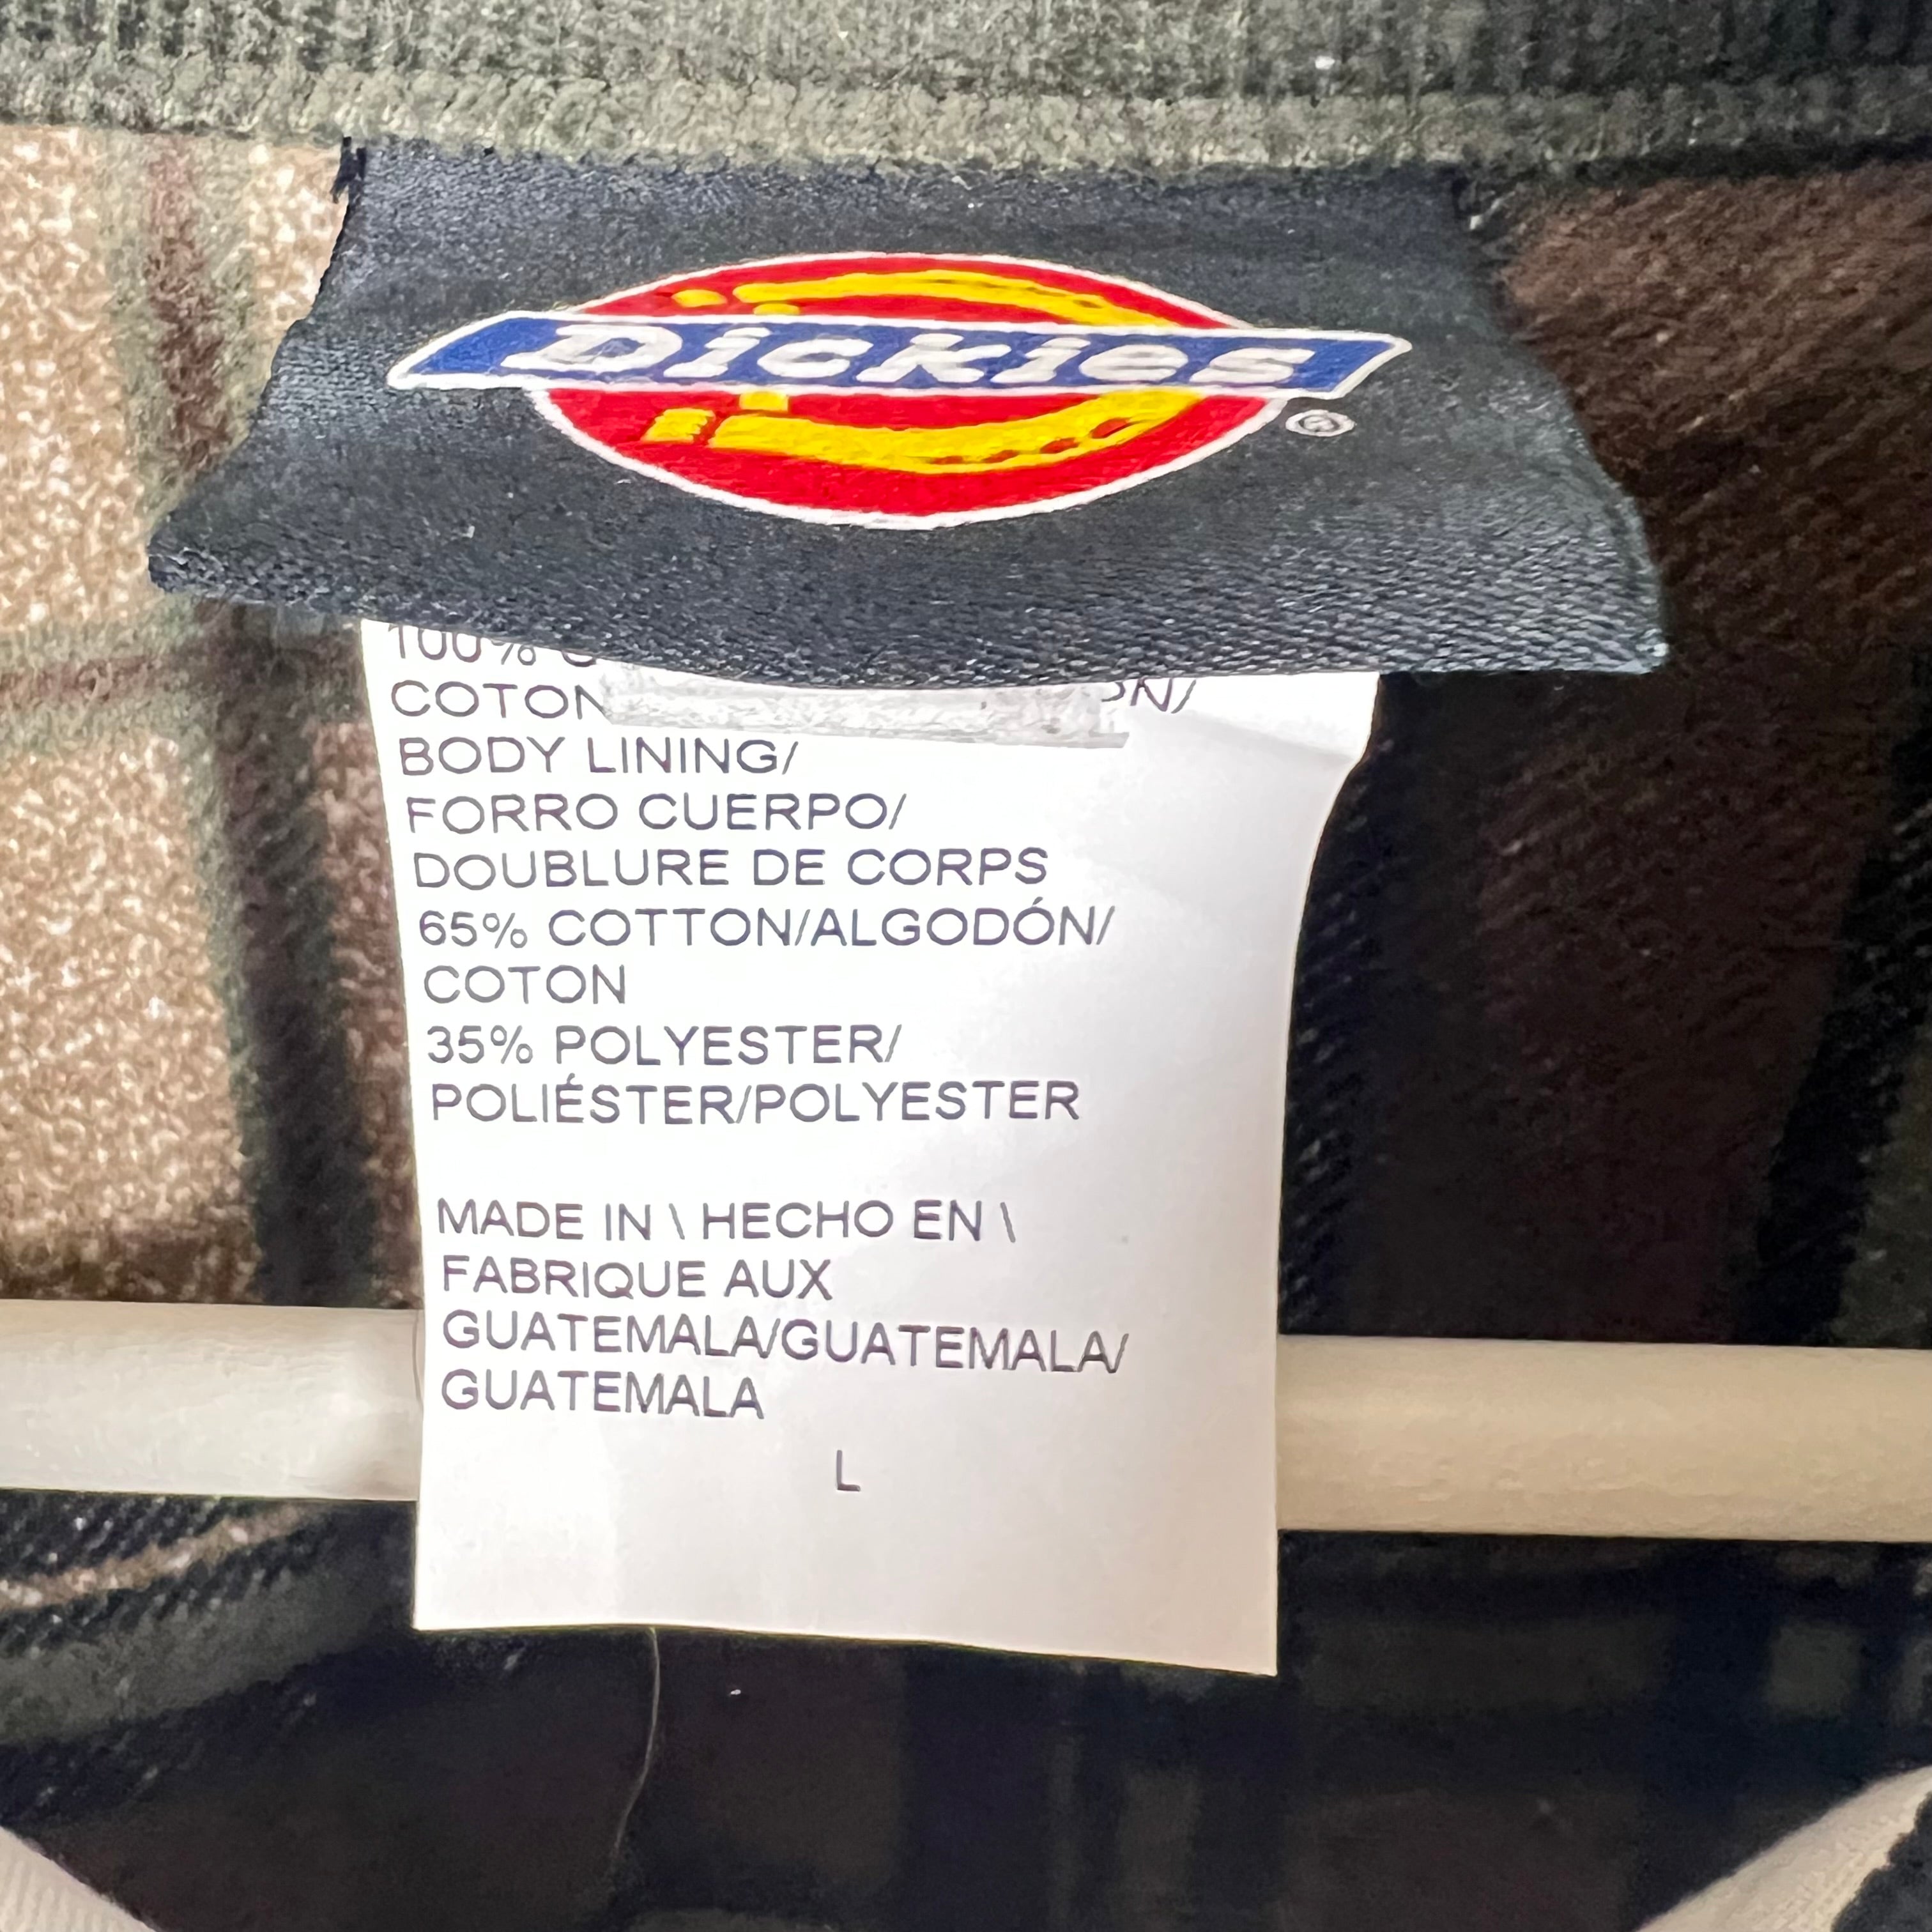 Dickies
®
100%
COTON
BODY LINING/
FORRO CUERPO/
DOUBLURE DE CORPS
65% COTTON/ALGODÓN/
COTON
35% POLYESTER/
POLIÉSTER/POLYESTER
MADE IN \ HECHO EN \
FABRIQUE AUX
GUATEMALA/GUATEMALA/
GUATEMALA
L